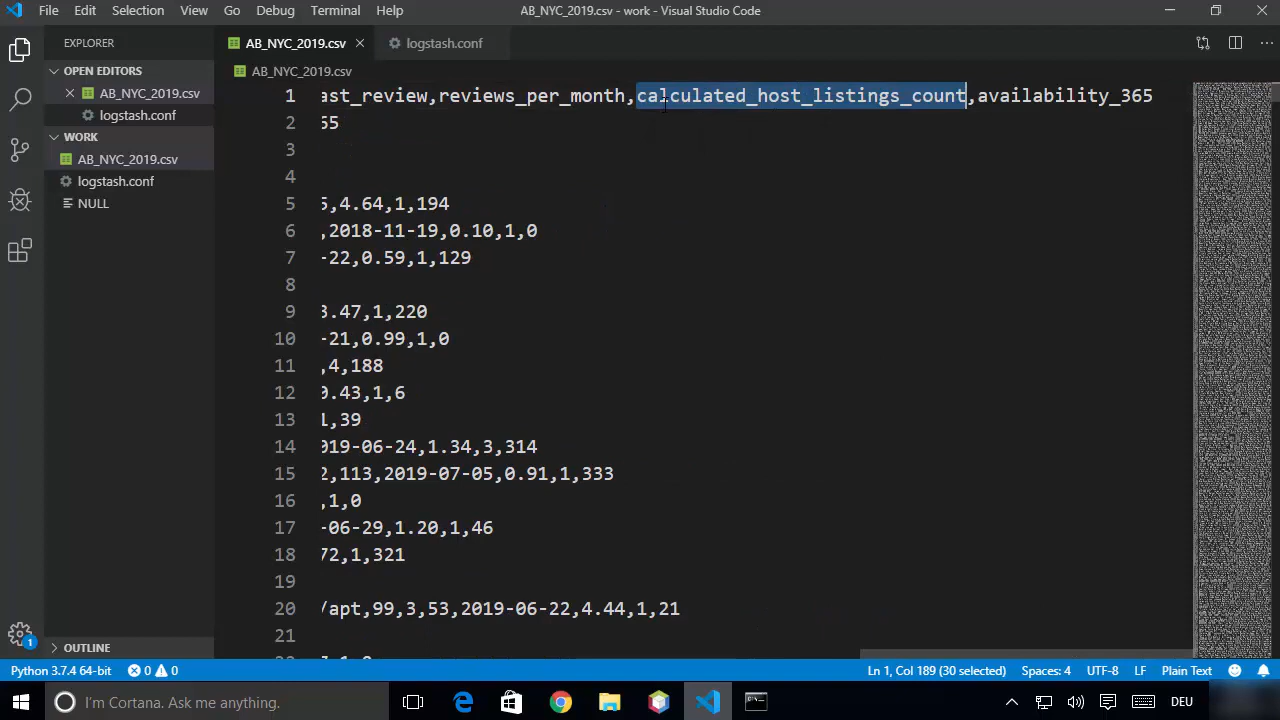 File Edit Selection View Go Debug Terminal Help AB_NYC_2019.csv - work - Visual Studio Code
EXPLORER AB_NYC_2019.csv logstash.conf
OPEN EDITORS
AB_NYC_2019.csv
logstash.conf
WORK
AB_NYC_2019.csv
logstash.conf
NULL
OUTLINE
AB_NYC_2019.csv
1 ast_review,reviews_per_month,calculated_host_listings_count,availability_365
2 55
3
4
5 5,4.64,1,194
6 ,2018-11-19,0.10,1,0
7 -22,0.59,1,129
8
9 3.47,1,220
10 -21,0.99,1,0
11 ,4,188
12 0.43,1,6
13 1,39
14 019-06-24,1.34,3,314
15 2,113,2019-07-05,0.91,1,333
16 ,1,0
17 -06-29,1.20,1,46
18 72,1,321
19
20 /apt,99,3,53,2019-06-22,4.44,1,21
21
1
Python 3.7.4 64-bit 0 0 Ln 1, Col 189 (30 selected) Spaces: 4 UTF-8 LF Plain Text
I'm Cortana. Ask me anything. DEU